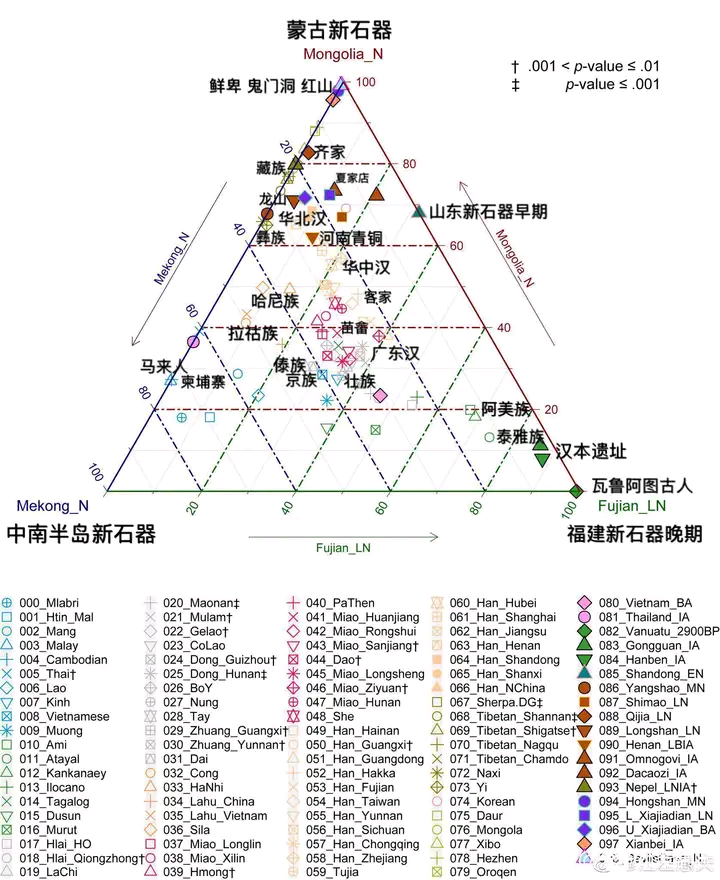 蒙古新石器
Mongolia_N
† .001 < p-value ≤ .01
‡ p-value ≤ .001
鲜卑 鬼门洞 红山
100
20
齐家
藏族
80
夏家店
龙山
华北汉
山东新石器早期
40
彝族
河南青铜
60
Mekong_N
Mongolia_N
华中汉
哈尼族
客家
60
拉祜族
苗畲
40
马来人
广东汉
柬埔寨
傣族
京族
壮族
80
阿美族
20
泰雅族
汉本遗址
100
瓦鲁阿图古人
Mekong_N
20
40
60
80
100
Fujian_LN
中南半岛新石器
Fujian_LN
福建新石器晚期
000_Mlabri
001_Htin_Mal
002_Mang
003_Malay
004_Cambodian
005_Thai†
006_Lao
007_Kinh
008_Vietnamese
009_Muong
010_Ami
011_Atayal
012_Kankanaey
013_Ilocano
014_Tagalog
015_Dusun
016_Murut
017_Hlai_HO
018_Hlai_Qiongzhong†
019_LaChi
020_Maonan‡
021_Mulam†
022_Gelao†
023_CoLao
024_Dong_Guizhou†
025_Dong_Hunan‡
026_BoY
027_Nung
028_Tay
029_Zhuang_Guangxi†
030_Zhuang_Yunnan†
031_Dai
032_Cong
033_HaNhi
034_Lahu_China
035_Lahu_Vietnam
036_Sila
037_Miao_Longlin
038_Miao_Xilin
039_Hmong†
040_PaThen
041_Miao_Huanjiang
042_Miao_Rongshui
043_Miao_Sanjiang†
044_Dao†
045_Miao_Longsheng
046_Miao_Ziyuan†
047_Miao_Hunan
048_She
049_Han_Hainan
050_Han_Guangxi†
051_Han_Guangdong
052_Han_Hakka
053_Han_Fujian
054_Han_Taiwan
055_Han_Yunnan
056_Han_Sichuan
057_Han_Chongqing
058_Han_Zhejiang
059_Tujia
060_Han_Hubei
061_Han_Shanghai
062_Han_Jiangsu
063_Han_Henan
064_Han_Shandong
065_Han_Shanxi
066_Han_NChina
067_Sherpa.DG‡
068_Tibetan_Shannan‡
069_Tibetan_Shigatse†
070_Tibetan_Nagqu
071_Tibetan_Chamdo
072_Naxi
073_Yi
074_Korean
075_Daur
076_Mongola
077_Xibo
078_Hezhen
079_Oroqen
080_Vietnam_BA
081_Thailand_IA
082_Vanuatu_2900BP
083_Gongguan_IA
084_Hanben_IA
085_Shandong_EN
086_Yangshao_MN
087_Shimao_LN
088_Qijia_LN
089_Longshan_LN
090_Henan_LBIA
091_Omnogovi_IA
092_Dacaozi_IA
093_Nepel_LNIA†
094_Hongshan_MN
095_L_Xiajiadian_LN
096_U_Xiajiadian_BA
097_Xianbei_IA